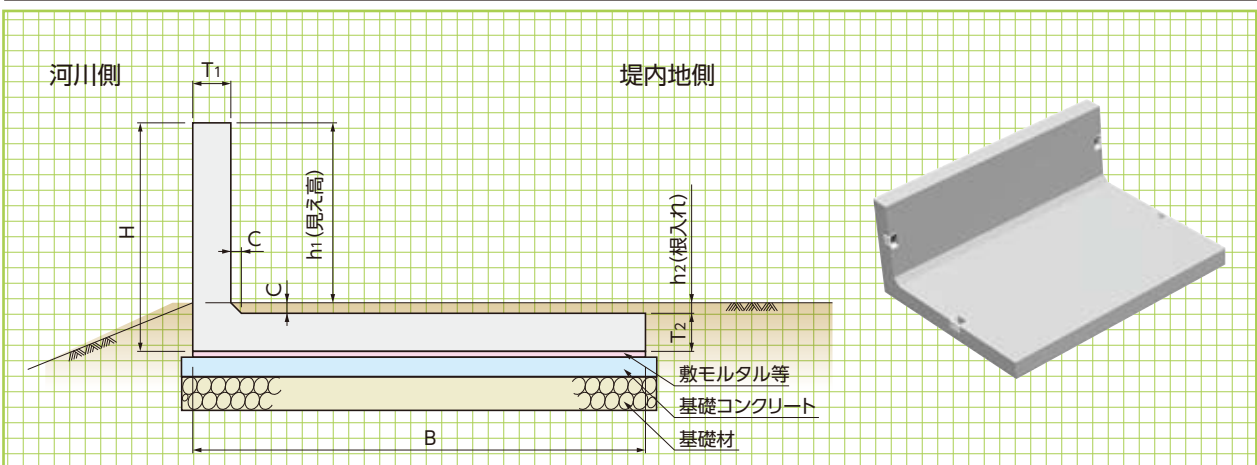 河川側
T1
堤内地側
H
h1(見え高)
C
C
h2(根入れ)
T2
敷モルタル等
基礎コンクリート
基礎材
B